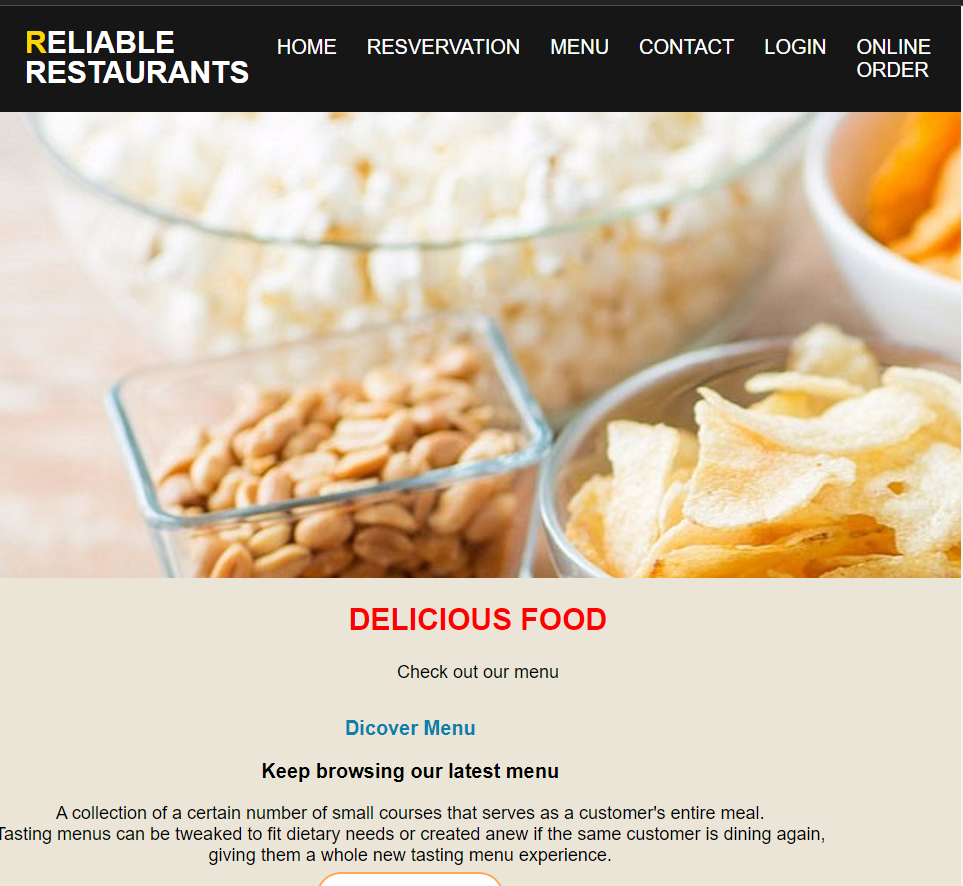 RELIABLE
RESTAURANTS
HOME RESVERVATION MENU CONTACT LOGIN ONLINE
ORDER
DELICIOUS FOOD
Check out our menu
Dicover Menu
Keep browsing our latest menu
A collection of a certain number of small courses that serves as a customer's entire meal.
Tasting menus can be tweaked to fit dietary needs or created anew if the same customer is dining again,
giving them a whole new tasting menu experience.